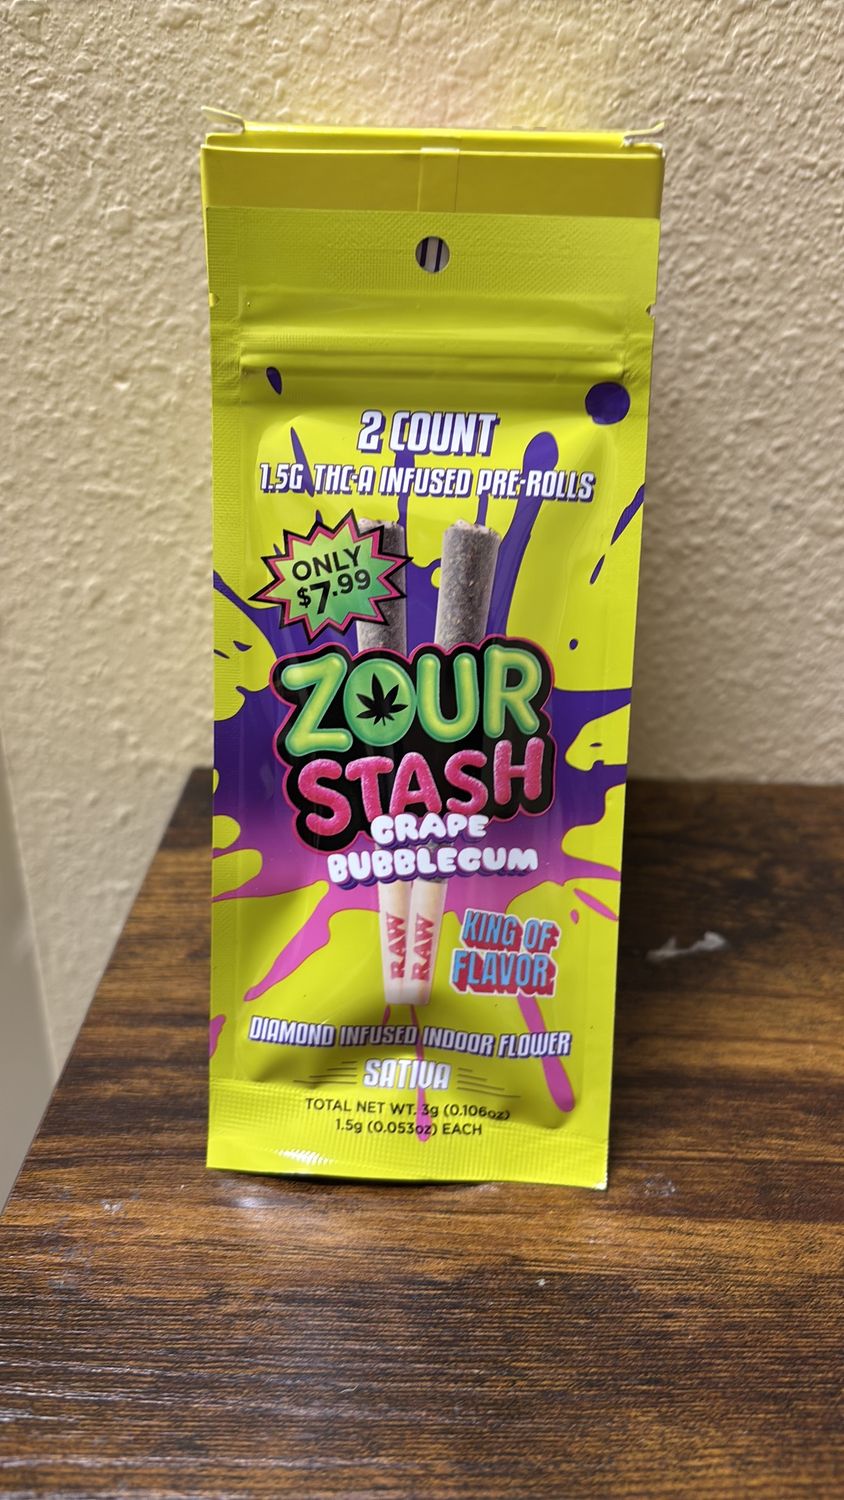 2 COUNT
1.5G THC-A INFUSED PRE-ROLLS
ONLY
$7.99
ZOUR
STASH
GRAPE
BUBBLEGUM
RAW RAW
KING OF
FLAVOR
DIAMOND INFUSED INDOOR FLOWER
SATIVA
TOTAL NET WT. 3g (0.106oz)
1.5g (0.053oz) EACH